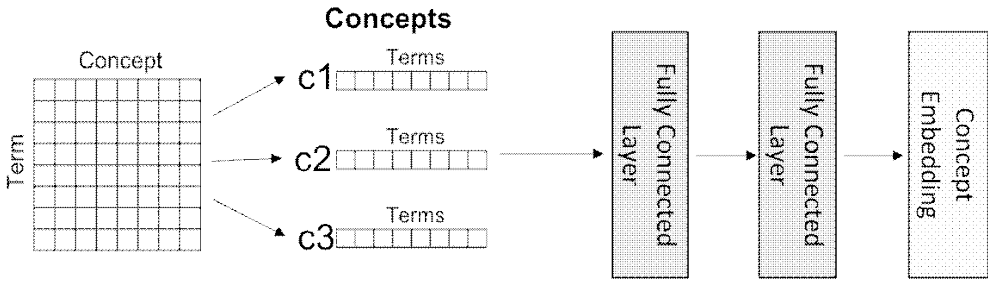 Concepts
Concept
Term
Terms
c1
Terms
c2
Terms
c3
Fully Connected
Layer
Fully Connected
Layer
Concept
Embedding